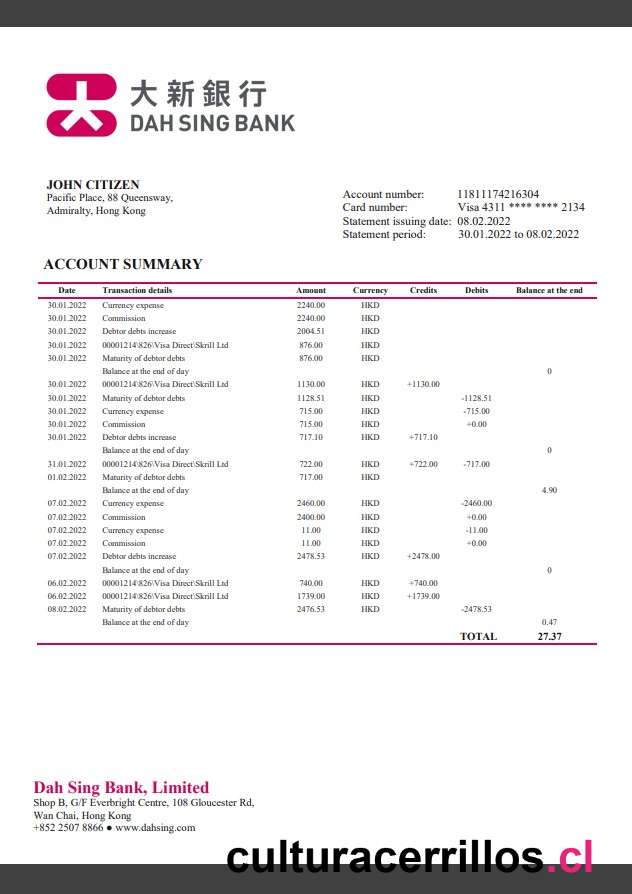 大新銀行
DAH SING BANK
JOHN CITIZEN
Pacific Place, 88 Queensway,
Admiralty, Hong Kong
Account number: 11811174216304
Card number: Visa 4311 **** **** 2134
Statement issuing date: 08.02.2022
Statement period: 30.01.2022 to 08.02.2022
ACCOUNT SUMMARY
Date Transaction details Amount Currency Credits Debits Balance at the end
30.01.2022 Currency expense 2240.00 HKD
30.01.2022 Commission 2240.00 HKD
30.01.2022 Debtor debts increase 2004.51 HKD
30.01.2022 00001214\826\Visa Direct\Skrill Ltd 876.00 HKD
30.01.2022 Maturity of debtor debts 876.00 HKD
Balance at the end of day 0
30.01.2022 00001214\826\Visa Direct\Skrill Ltd 1130.00 HKD +1130.00
30.01.2022 Maturity of debtor debts 1128.51 HKD -1128.51
30.01.2022 Currency expense 715.00 HKD -715.00
30.01.2022 Commission 715.00 HKD +0.00
30.01.2022 Debtor debts increase 717.10 HKD +717.10
Balance at the end of day 0
31.01.2022 00001214\826\Visa Direct\Skrill Ltd 722.00 HKD +722.00 -717.00
01.02.2022 Maturity of debtor debts 717.00 HKD
Balance at the end of day 4.90
07.02.2022 Currency expense 2460.00 HKD -2460.00
07.02.2022 Commission 2400.00 HKD +0.00
07.02.2022 Currency expense 11.00 HKD -11.00
07.02.2022 Commission 11.00 HKD +0.00
07.02.2022 Debtor debts increase 2478.53 HKD +2478.00
Balance at the end of day 0
06.02.2022 00001214\826\Visa Direct\Skrill Ltd 740.00 HKD +740.00
06.02.2022 00001214\826\Visa Direct\Skrill Ltd 1739.00 HKD +1739.00
08.02.2022 Maturity of debtor debts 2476.53 HKD -2478.53
Balance at the end of day 0.47
TOTAL 27.37
Dah Sing Bank, Limited
Shop B, G/F Everbright Centre, 108 Gloucester Rd,
Wan Chai, Hong Kong
+852 2507 8866 ● www.dahsing.com
culturacerrillos.cl